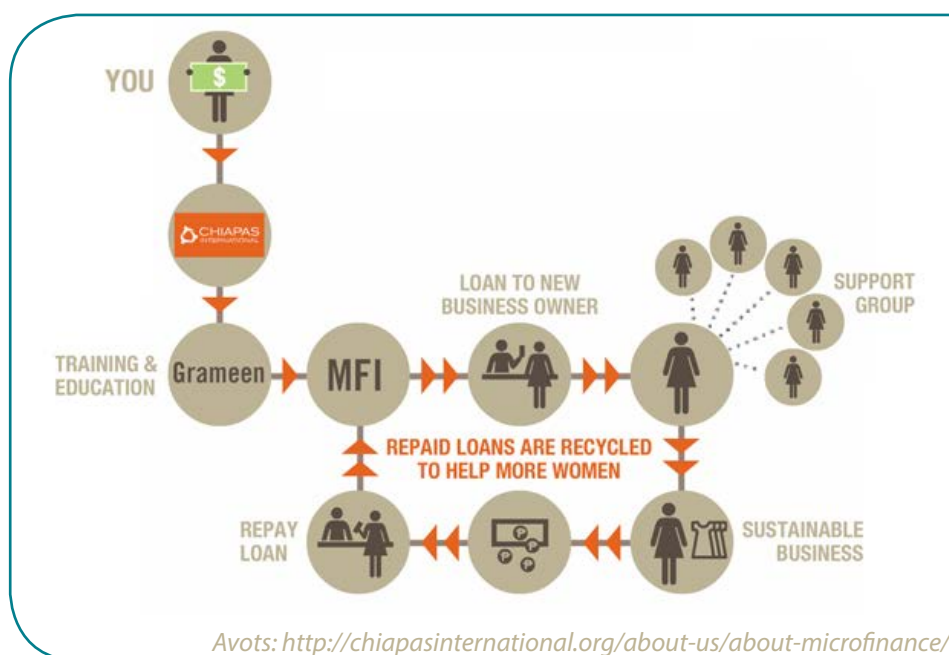 YOU
$
CHIAPAS
INTERNATIONAL
LOAN TO NEW
BUSINESS OWNER
SUPPORT
GROUP
TRAINING &
EDUCATION
Grameen
MFI
REPAID LOANS ARE RECYCLED
TO HELP MORE WOMEN
REPAY
LOAN
P
P
P
P
SUSTAINABLE
BUSINESS
Avots: http://chiapasinternational.org/about-us/about-microfinance/